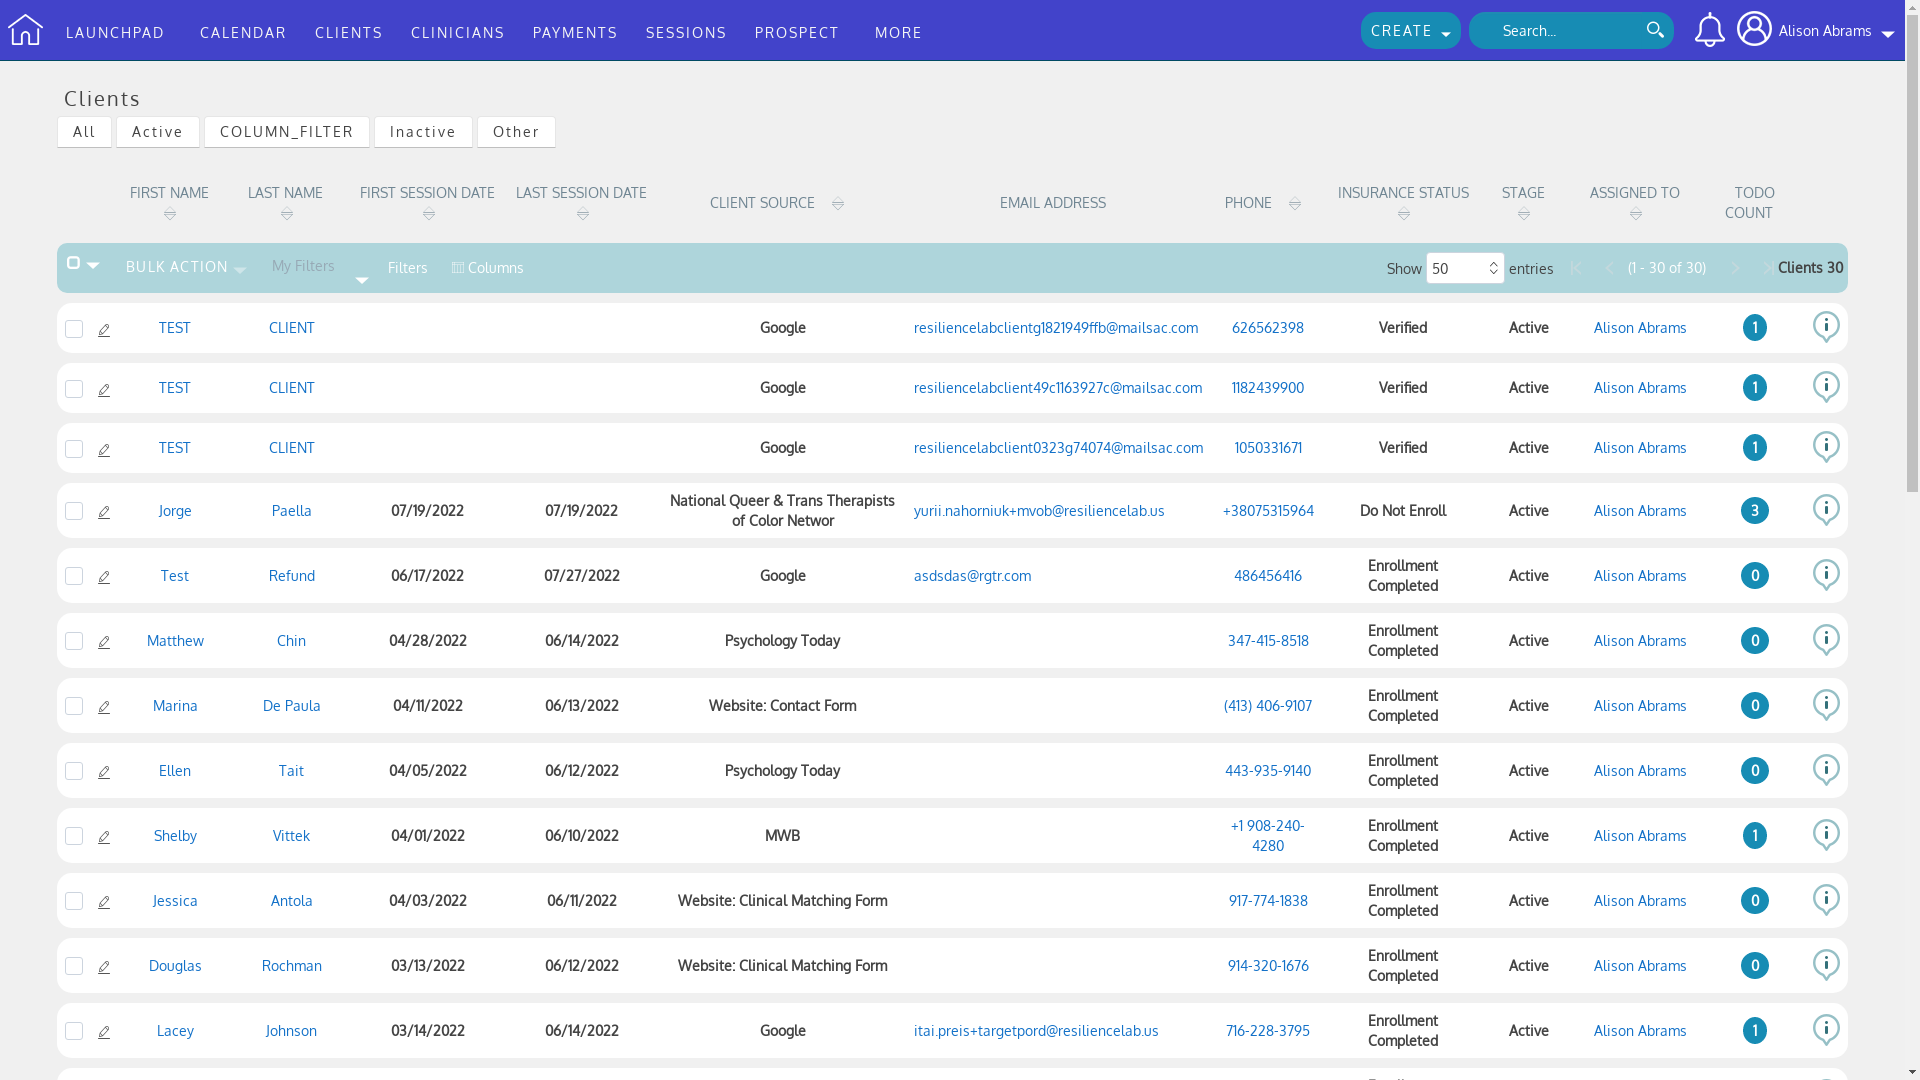 LAUNCHPAD CALENDAR CLIENTS CLINICIANS PAYMENTS SESSIONS PROSPECT MORE CREATE Search... Alison Abrams
Clients
All Active COLUMN_FILTER Inactive Other
FIRST NAME LAST NAME FIRST SESSION DATE LAST SESSION DATE CLIENT SOURCE EMAIL ADDRESS PHONE INSURANCE STATUS STAGE ASSIGNED TO TODO
COUNT
BULK ACTION My Filters Filters Columns Show 50 entries (1 - 30 of 30) Clients 30
TEST CLIENT Google resiliencelabclientg1821949ffb@mailsac.com 626562398 Verified Active Alison Abrams 1
TEST CLIENT Google resiliencelabclient49c1163927c@mailsac.com 1182439900 Verified Active Alison Abrams 1
TEST CLIENT Google resiliencelabclient0323g74074@mailsac.com 1050331671 Verified Active Alison Abrams 1
Jorge Paella 07/19/2022 07/19/2022 National Queer & Trans Therapists
of Color Networ yurii.nahorniuk+mvob@resiliencelab.us +38075315964 Do Not Enroll Active Alison Abrams 3
Test Refund 06/17/2022 07/27/2022 Google asdsdas@rgtr.com 486456416 Enrollment
Completed Active Alison Abrams 0
Matthew Chin 04/28/2022 06/14/2022 Psychology Today 347-415-8518 Enrollment
Completed Active Alison Abrams 0
Marina De Paula 04/11/2022 06/13/2022 Website: Contact Form (413) 406-9107 Enrollment
Completed Active Alison Abrams 0
Ellen Tait 04/05/2022 06/12/2022 Psychology Today 443-935-9140 Enrollment
Completed Active Alison Abrams 0
Shelby Vittek 04/01/2022 06/10/2022 MWB +1 908-240-
4280 Enrollment
Completed Active Alison Abrams 1
Jessica Antola 04/03/2022 06/11/2022 Website: Clinical Matching Form 917-774-1838 Enrollment
Completed Active Alison Abrams 0
Douglas Rochman 03/13/2022 06/12/2022 Website: Clinical Matching Form 914-320-1676 Enrollment
Completed Active Alison Abrams 0
Lacey Johnson 03/14/2022 06/14/2022 Google itai.preis+targetpord@resiliencelab.us 716-228-3795 Enrollment
Completed Active Alison Abrams 1